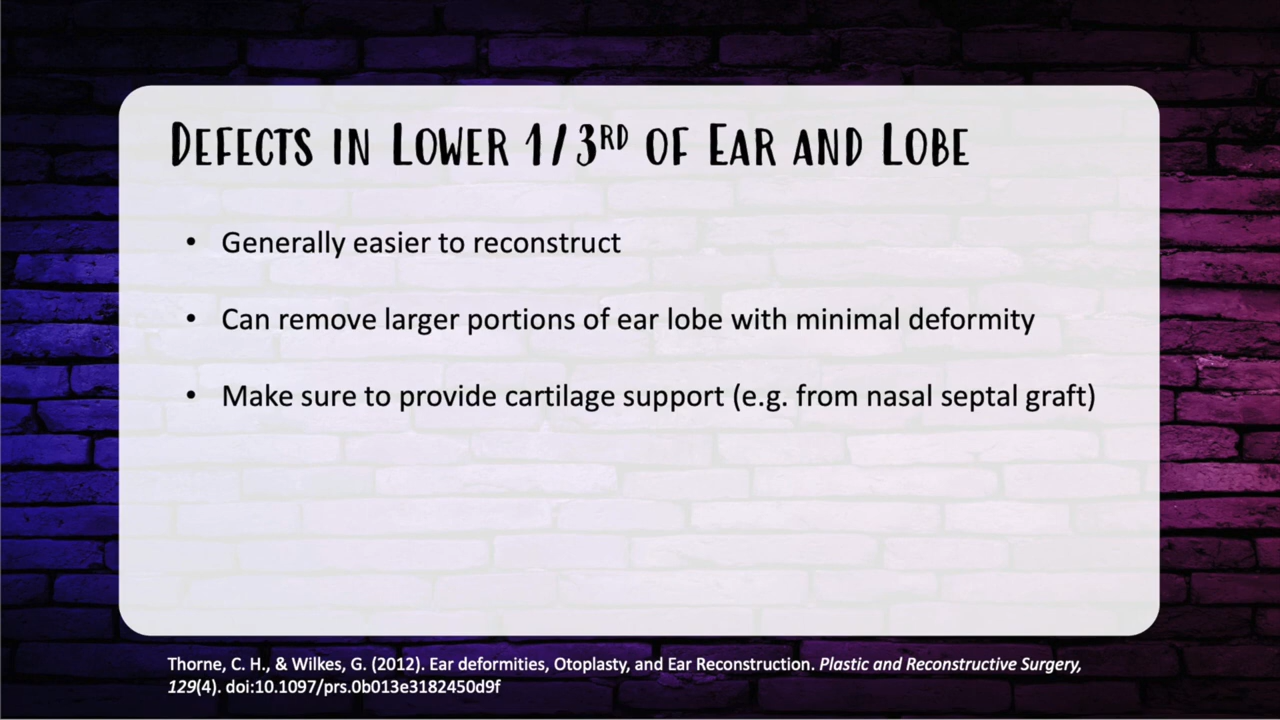 Defects in Lower 1/3rd of Ear and Lobe
• Generally easier to reconstruct
• Can remove larger portions of ear lobe with minimal deformity
• Make sure to provide cartilage support (e.g. from nasal septal graft)
Thorne, C. H., & Wilkes, G. (2012). Ear deformities, Otoplasty, and Ear Reconstruction. Plastic and Reconstructive Surgery,
129(4). doi:10.1097/prs.0b013e3182450d9f